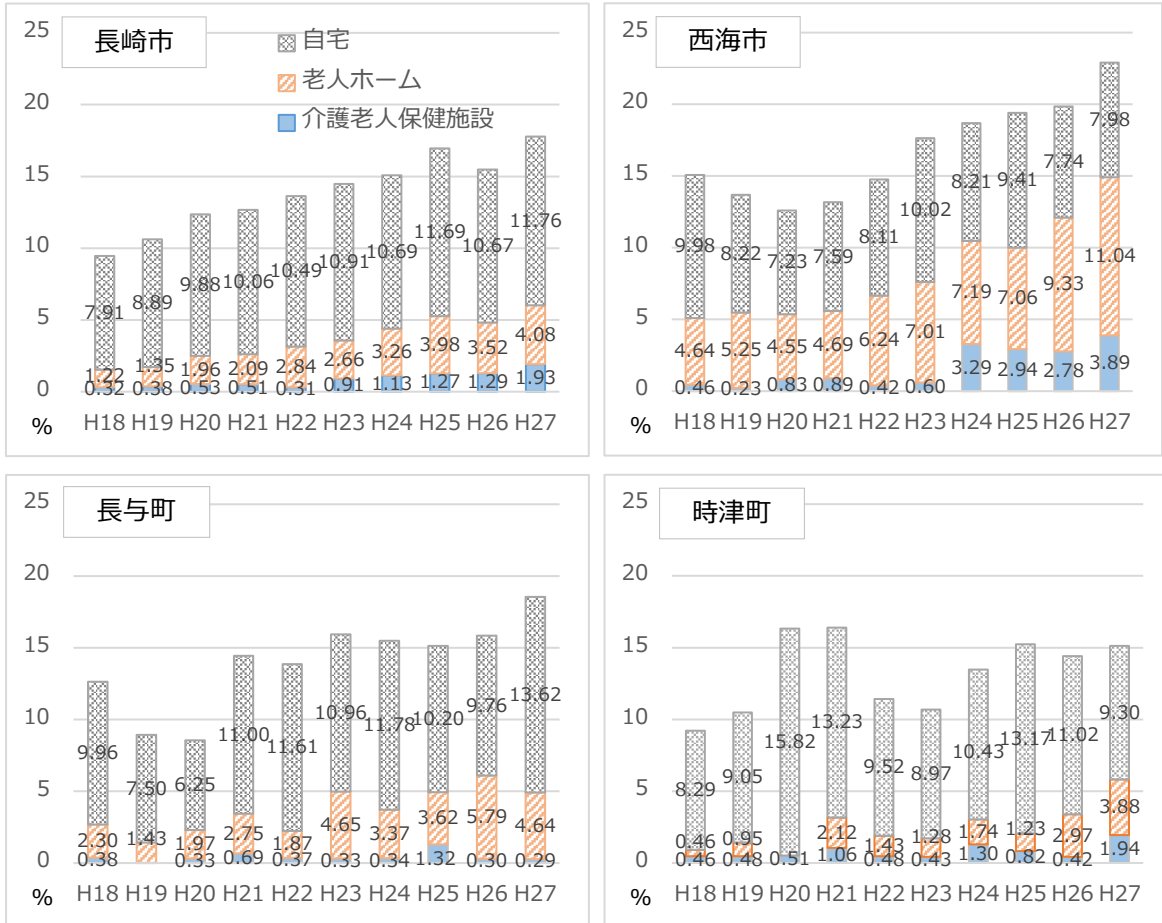 長崎市
自宅
老人ホーム
介護老人保健施設
25
20
15
10
5
0
7.91 8.89 9.88 10.06 10.49 10.91 10.69 11.69 10.67 11.76
1.22 1.35 1.96 2.09 2.84 2.66 3.26 3.98 3.52 4.08
0.32 0.38 0.53 0.51 0.31 0.91 1.13 1.27 1.29 1.93
% H18 H19 H20 H21 H22 H23 H24 H25 H26 H27
西海市
25
20
15
10
5
0
9.98 8.22 7.23 7.59 8.11 10.02 8.21 9.41 7.74 7.98
4.64 5.25 4.55 4.69 6.24 7.01 7.19 7.06 9.33 11.04
0.46 0.23 0.83 0.89 0.42 0.60 3.29 2.94 2.78 3.89
% H18 H19 H20 H21 H22 H23 H24 H25 H26 H27
長与町
25
20
15
10
5
0
9.96 7.50 6.25 11.00 11.61 10.96 11.78 10.20 9.76 13.62
2.30 1.43 1.97 2.75 1.87 4.65 3.37 3.62 5.79 4.64
0.38 0.33 0.69 0.37 0.33 0.34 1.32 0.30 0.29
% H18 H19 H20 H21 H22 H23 H24 H25 H26 H27
時津町
25
20
15
10
5
0
8.29 9.05 15.82 13.23 9.52 8.97 10.43 13.17 11.02 9.30
0.46 0.95 2.12 1.43 1.28 1.74 1.23 2.97 3.88
0.46 0.48 0.51 1.06 0.48 0.43 1.30 0.82 0.42 1.94
% H18 H19 H20 H21 H22 H23 H24 H25 H26 H27